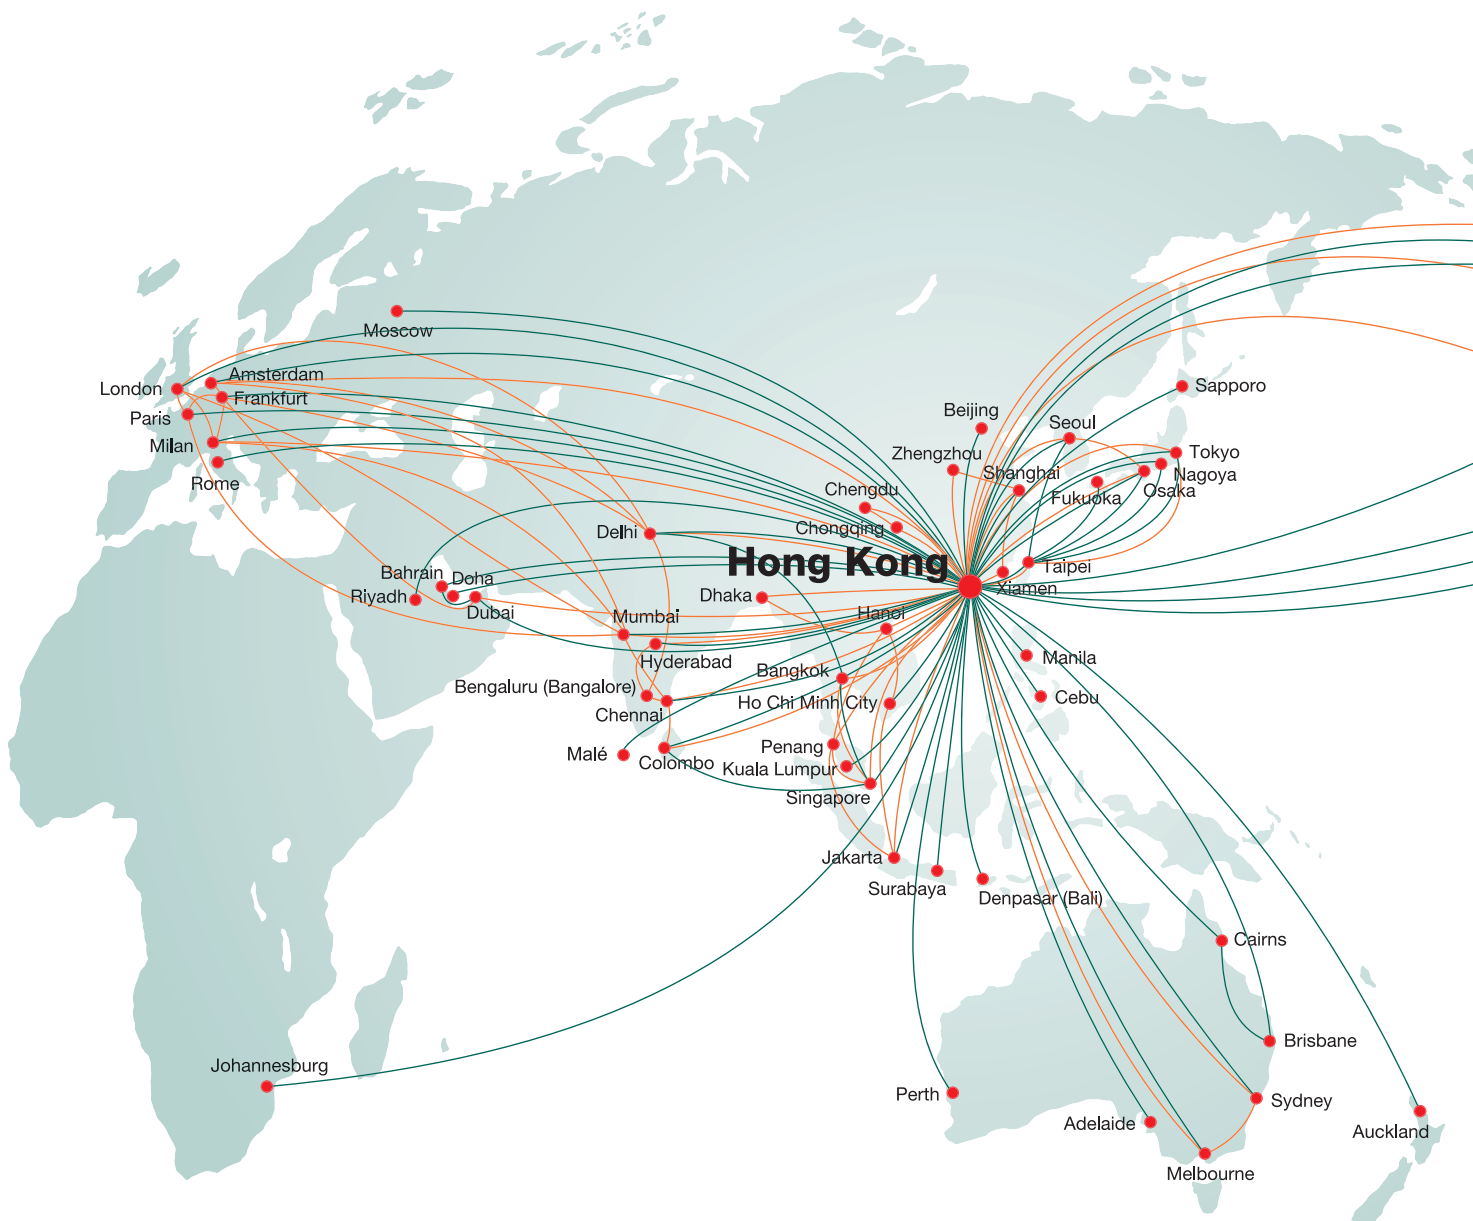 Moscow
London
Amsterdam
Frankfurt
Paris
Milan
Rome
Sapporo
Beijing
Seoul
Zhengzhou
Tokyo
Shanghai
Nagoya
Chengdu
Fukuoka
Osaka
Chongqing
Delhi
Hong Kong
Taipei
Bahrain
Doha
Riyadh
Dubai
Xiamen
Dhaka
Mumbai
Hanoi
Hyderabad
Manila
Bangkok
Bengaluru (Bangalore)
Cebu
Ho Chi Minh City
Chennai
Penang
Malé
Colombo
Kuala Lumpur
Singapore
Jakarta
Surabaya
Denpasar (Bali)
Cairns
Brisbane
Johannesburg
Perth
Sydney
Adelaide
Auckland
Melbourne